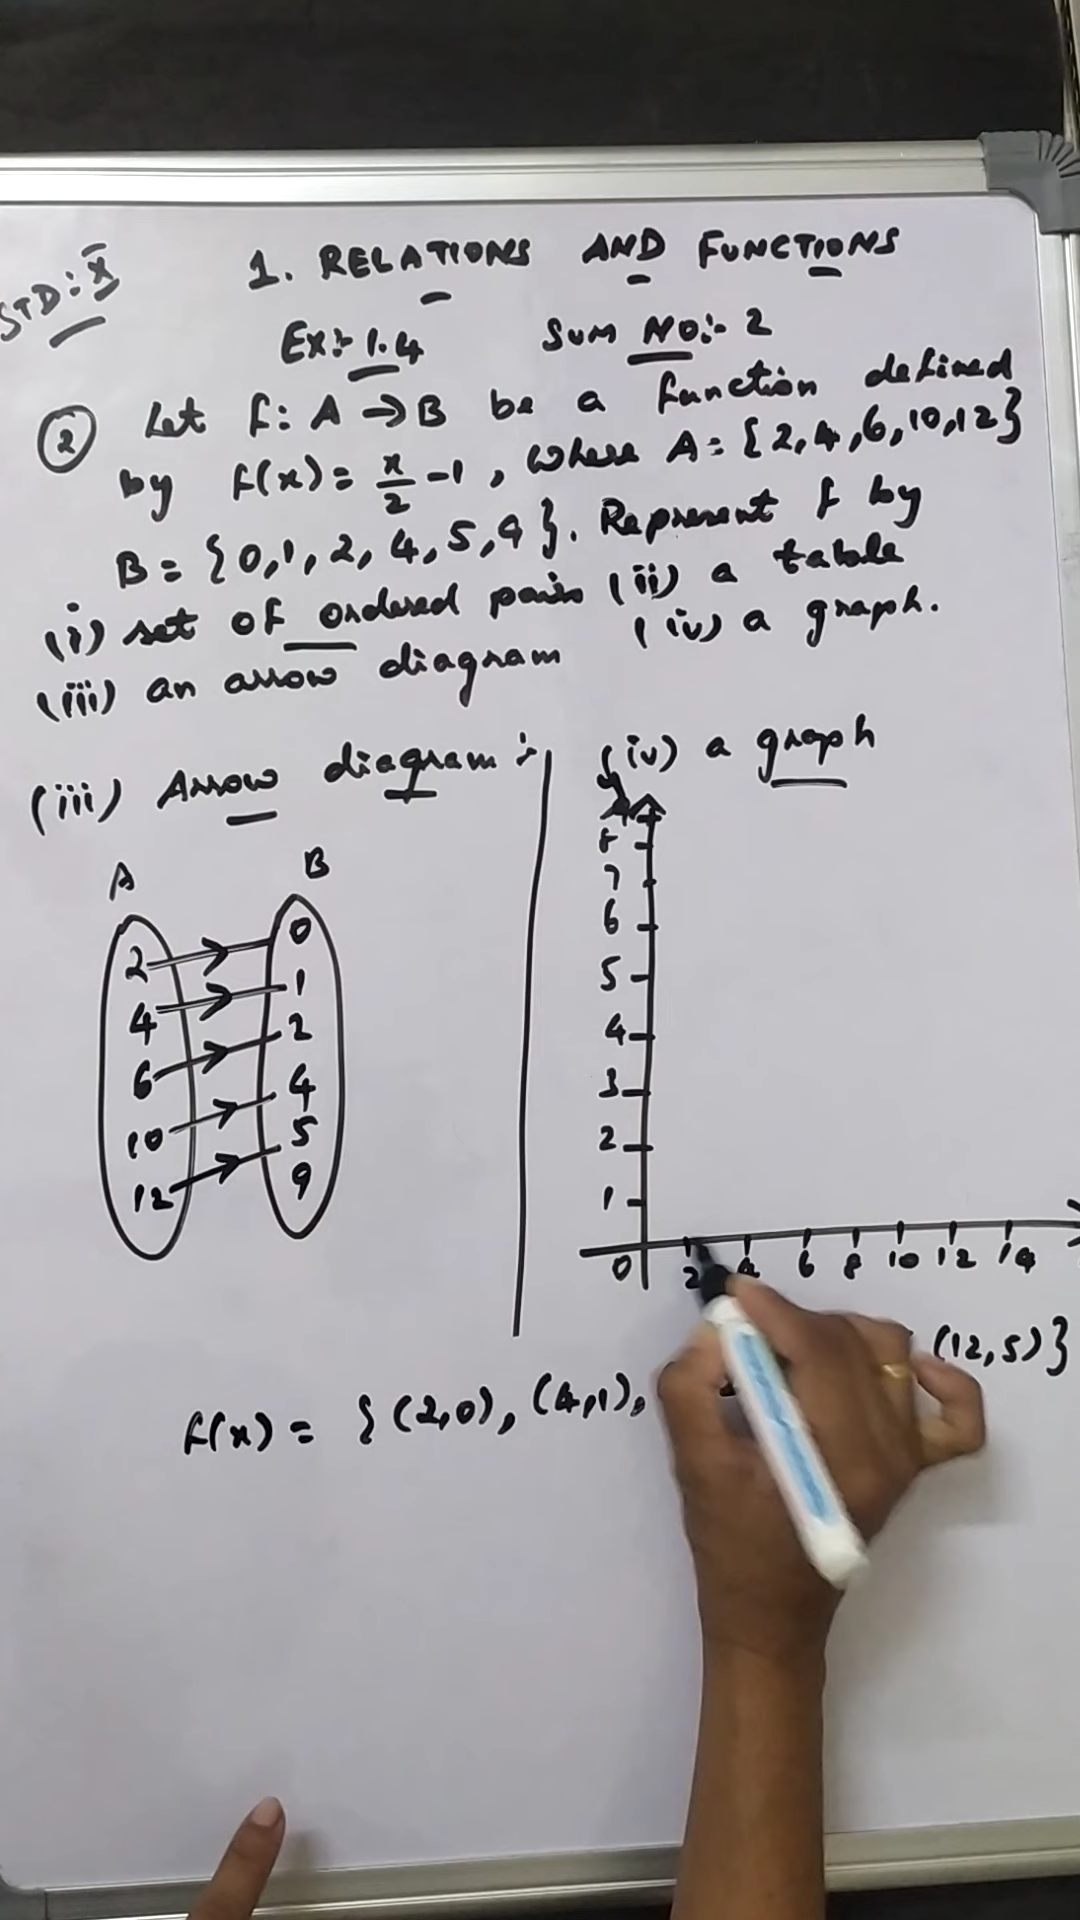 STD:- X
1. RELATIONS AND FUNCTIONS
Ex:- 1.4 Sum No:- 2
2 Let f: A → B be a function defined
by f(x) = x/2 - 1, where A = {2, 4, 6, 10, 12}
B = {0, 1, 2, 4, 5, 9}. Represent f by
(i) set of ordered pairs (ii) a table
(iii) an arrow diagram (iv) a graph.
(iii) Arrow diagram :-
A B
2 0
4 1
6 2
10 4
12 5
9
(iv) a graph
y
8
7
6
5
4
3
2
1
0 2 4 6 8 10 12 14
f(x) = {(2,0), (4,1), (12,5)}